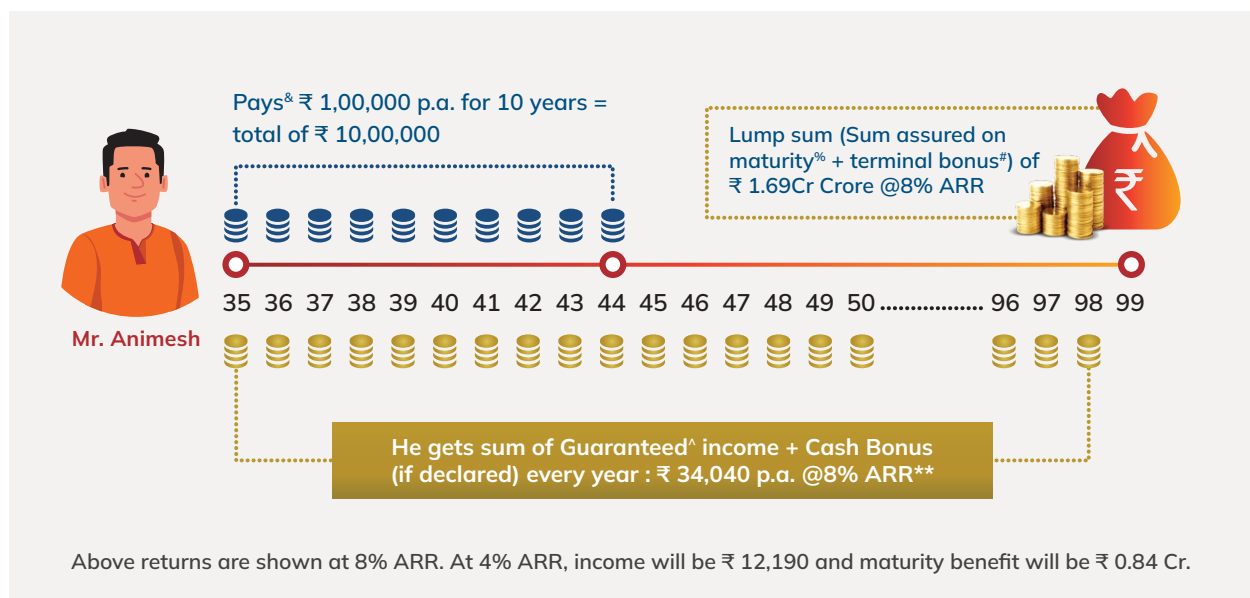 Pays& ₹ 1,00,000 p.a. for 10 years =
total of ₹ 10,00,000
Lump sum (Sum assured on
maturity% + terminal bonus#) of
₹ 1.69Cr Crore @8% ARR
₹
35 36 37 38 39 40 41 42 43 44 45 46 47 48 49 50................. 96 97 98 99
Mr. Animesh
He gets sum of Guaranteed^ income + Cash Bonus
(if declared) every year : ₹ 34,040 p.a. @8% ARR**
Above returns are shown at 8% ARR. At 4% ARR, income will be ₹ 12,190 and maturity benefit will be ₹ 0.84 Cr.